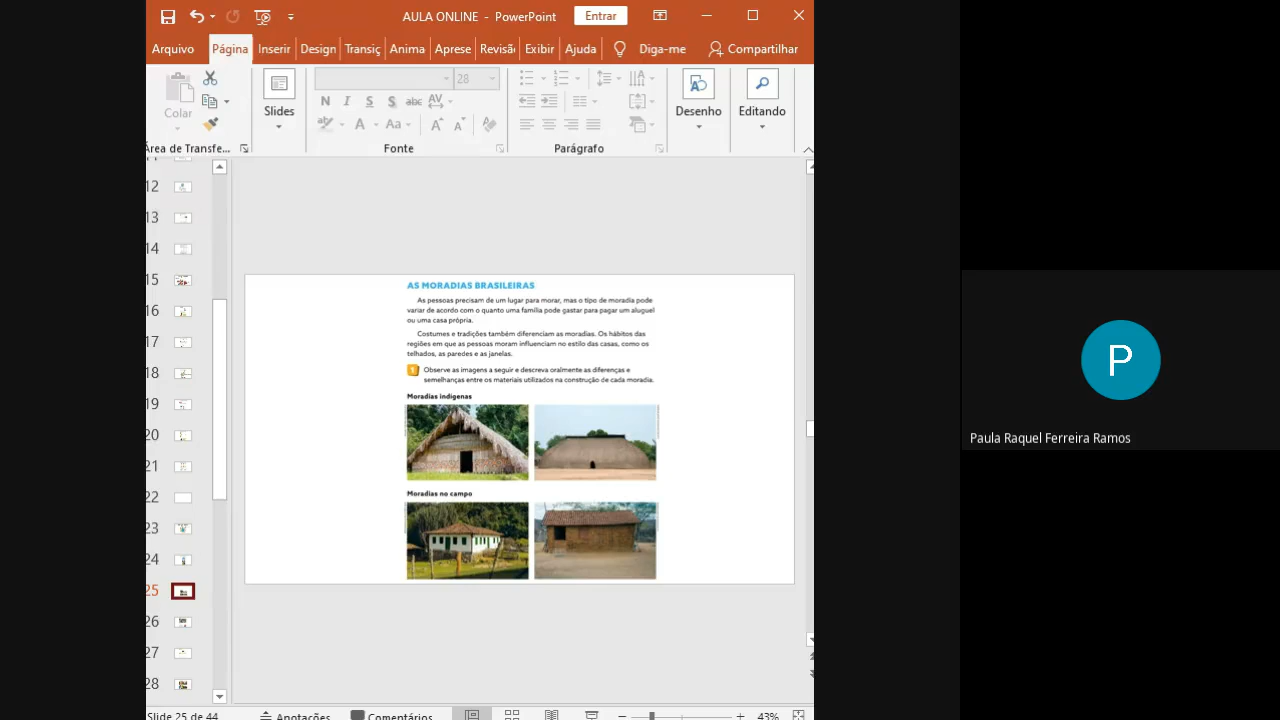 AULA ONLINE - PowerPoint
Entrar
Arquivo
Página
Inserir
Design
Transiç
Anima
Aprese
Revisã
Exibir
Ajuda
Diga-me
Compartilhar
Colar
28
N I S S abc AV
Aa A A
Slides
Desenho
Editando
Área de Transfe...
Fonte
Parágrafo
12
13
14
15
16
17
18
19
20
21
22
23
24
25
26
27
28
AS MORADIAS BRASILEIRAS
As pessoas precisam de um lugar para morar, mas o tipo de moradia pode
variar de acordo com o quanto uma família pode gastar para pagar um aluguel
ou uma casa própria.
Costumes e tradições também diferenciam as moradias. Os hábitos das
regiões em que as pessoas moram influenciam no estilo das casas, como os
telhados, as paredes e as janelas.
1 Observe as imagens a seguir e descreva oralmente as diferenças e
semelhanças entre os materiais utilizados na construção de cada moradia.
Moradias indígenas
Moradias no campo
Slide 25 de 44
Anotações
Comentários
43%
P
Paula Raquel Ferreira Ramos